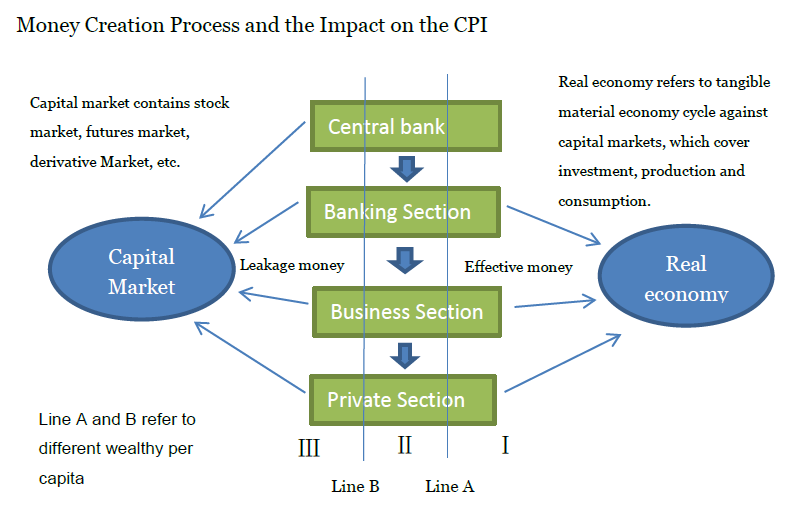 Money Creation Process and the Impact on the CPI
Capital market contains stock
market, futures market,
derivative Market, etc.
Real economy refers to tangible
material economy cycle against
capital markets, which cover
investment, production and
consumption.
Central bank
Banking Section
Capital
Market
Leakage money
Effective money
Real
economy
Business Section
Private Section
Line A and B refer to
different wealthy per
capita
III
II
I
Line B
Line A